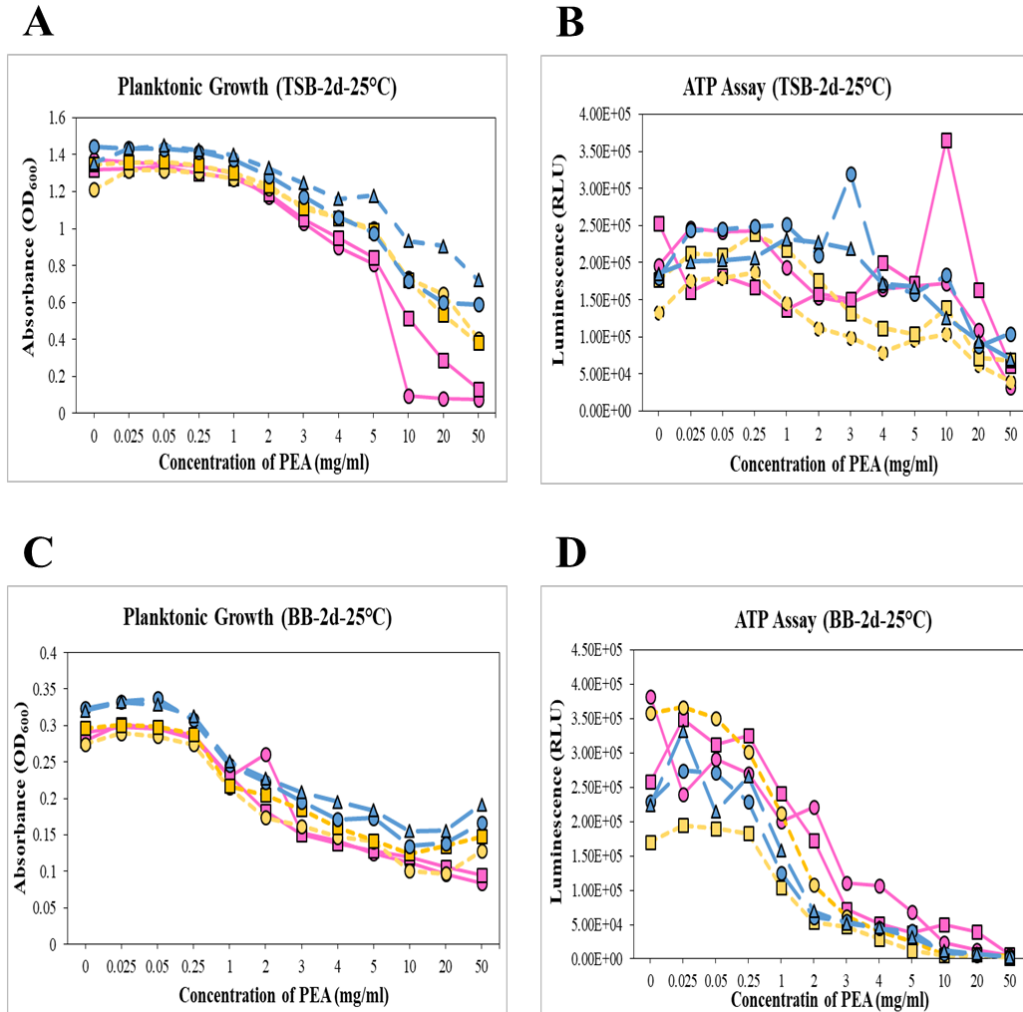 A
B
Planktonic Growth (TSB-2d-25°C)
Absorbance (OD600)
1.6
1.4
1.2
1
0.8
0.6
0.4
0.2
0
0 0.025 0.05 0.25 1 2 3 4 5 10 20 50
Concentration of PEA (mg/ml)
ATP Assay (TSB-2d-25°C)
Luminescence (RLU)
4.00E+05
3.50E+05
3.00E+05
2.50E+05
2.00E+05
1.50E+05
1.00E+05
5.00E+04
0.00E+00
0 0.025 0.05 0.25 1 2 3 4 5 10 20 50
Concentration of PEA (mg/ml)
C
D
Planktonic Growth (BB-2d-25°C)
Absorbance (OD600)
0.4
0.35
0.3
0.25
0.2
0.15
0.1
0.05
0
0 0.025 0.05 0.25 1 2 3 4 5 10 20 50
Concentration of PEA (mg/ml)
ATP Assay (BB-2d-25°C)
Luminescence (RLU)
4.50E+05
4.00E+05
3.50E+05
3.00E+05
2.50E+05
2.00E+05
1.50E+05
1.00E+05
5.00E+04
0.00E+00
0 0.025 0.05 0.25 1 2 3 4 5 10 20 50
Concentratin of PEA (mg/ml)